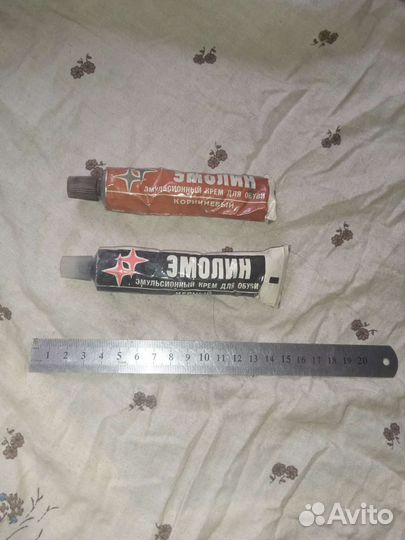 ЭМОЛИН
ЭМУЛЬСИОННЫЙ КРЕМ ДЛЯ ОБУВИ
КОРИЧНЕВЫЙ
ЭМОЛИН
ЭМУЛЬСИОННЫЙ КРЕМ ДЛЯ ОБУВИ
1 2 3 4 5 6 7 8 9 10 11 12 13 14 15 16 17 18 19 20
Avito